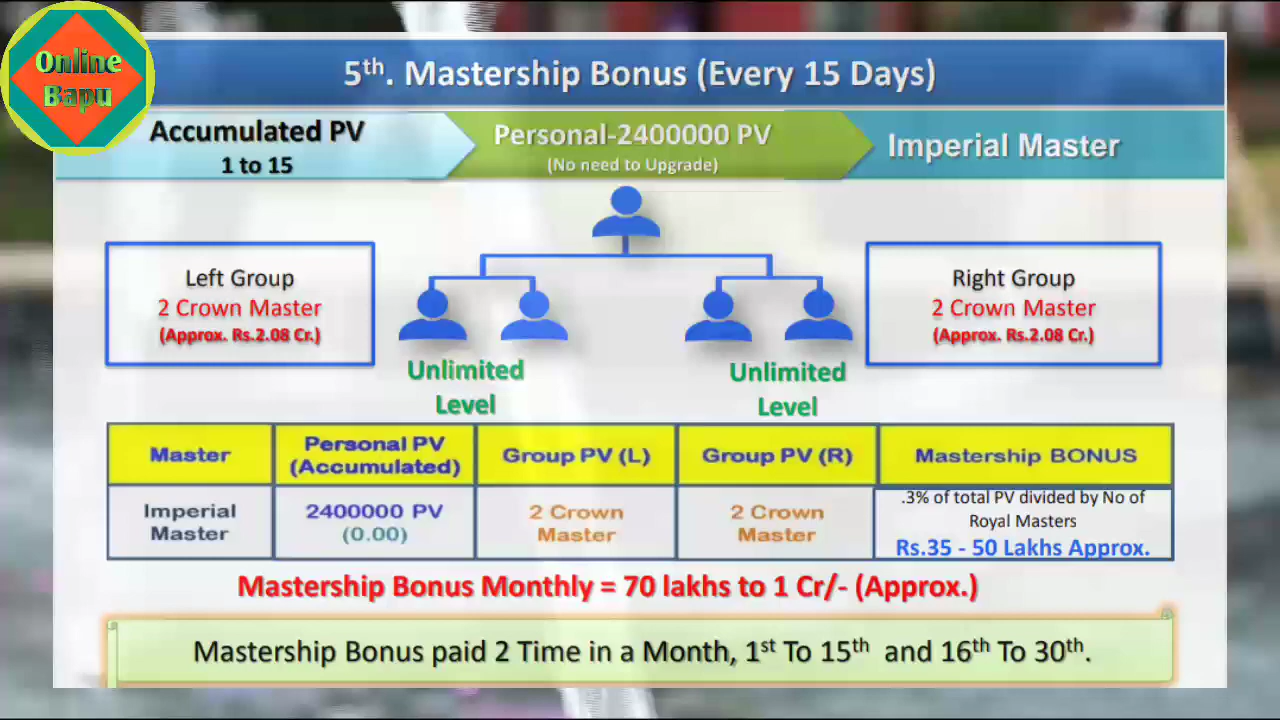 Online
Bapu
5th. Mastership Bonus (Every 15 Days)
Accumulated PV
1 to 15
Personal-2400000 PV
(No need to Upgrade)
Imperial Master
Left Group
2 Crown Master
(Approx. Rs.2.08 Cr.)
Right Group
2 Crown Master
(Approx. Rs.2.08 Cr.)
Unlimited
Level
Unlimited
Level
Master
Personal PV
(Accumulated)
Group PV (L)
Group PV (R)
Mastership BONUS
Imperial
Master
2400000 PV
(0.00)
2 Crown
Master
2 Crown
Master
.3% of total PV divided by No of
Royal Masters
Rs.35 - 50 Lakhs Approx.
Mastership Bonus Monthly = 70 lakhs to 1 Cr/- (Approx.)
Mastership Bonus paid 2 Time in a Month, 1st To 15th and 16th To 30th.